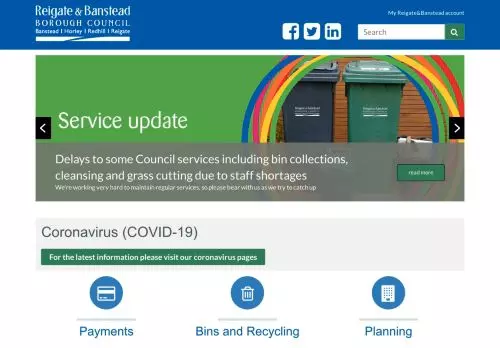 Reigate & Banstead
BOROUGH COUNCIL
Banstead | Horley | Redhill | Reigate
My Reigate&Banstead account
Search
Service update
Reigate & Banstead
Reigate & Banstead
Delays to some Council services including bin collections,
cleansing and grass cutting due to staff shortages
We're working very hard to maintain regular services, so please bear with us as we try to catch up
read more
Coronavirus (COVID-19)
For the latest information please visit our coronavirus pages
Payments
Bins and Recycling
Planning